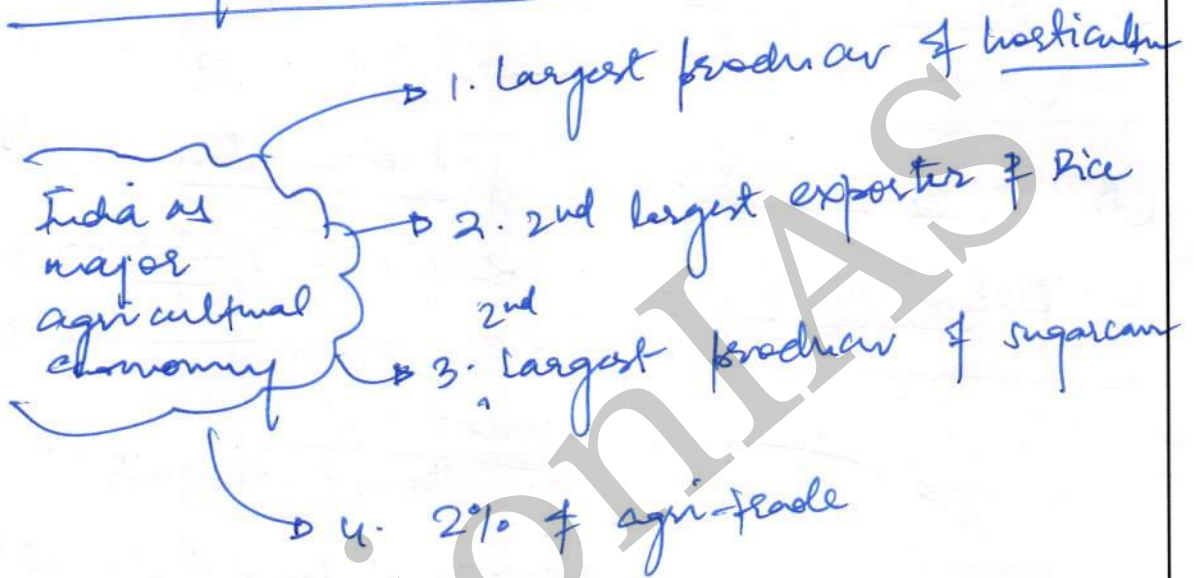 1. Largest producer of horticulture
India as
major
agricultural
economy
2. 2nd largest exporter of Rice
2nd
3. Largest producer of sugarcane
4. 2% of agri-trade
onIAS